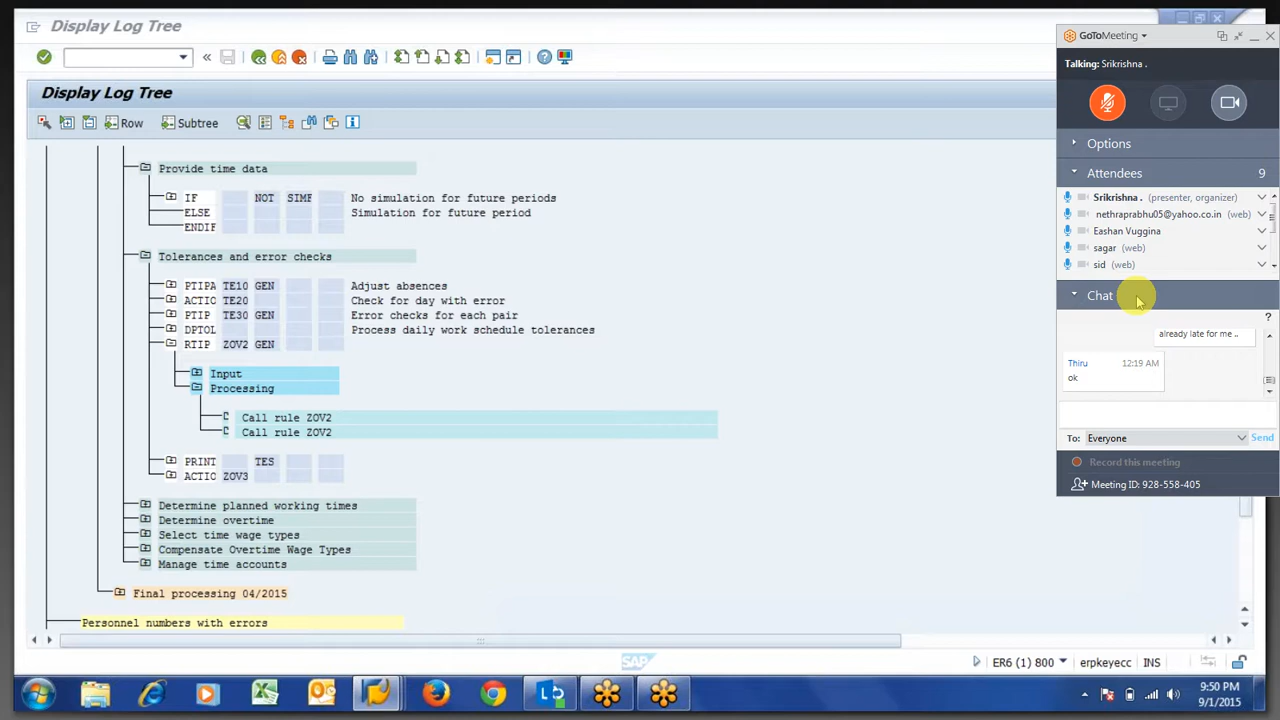 Display Log Tree
Display Log Tree
Row
Subtree
Provide time data
IF NOT SIMF No simulation for future periods
ELSE Simulation for future period
ENDIF
Tolerances and error checks
PTIPA TE10 GEN Adjust absences
ACTIO TE20 Check for day with error
PTIP TE30 GEN Error checks for each pair
DPTOL Process daily work schedule tolerances
RTIP ZOV2 GEN
Input
Processing
Call rule ZOV2
Call rule ZOV2
PRINT TES
ACTIO ZOV3
Determine planned working times
Determine overtime
Select time wage types
Compensate Overtime Wage Types
Manage time accounts
Final processing 04/2015
Personnel numbers with errors
SAP
ER6 (1) 800
erpkeyecc
INS
GoToMeeting
Talking: Srikrishna .
Options
Attendees 9
Srikrishna . (presenter, organizer)
nethraprabhu05@yahoo.co.in (web)
Eashan Vuggina
sagar (web)
sid (web)
Chat
?
already late for me ..
Thiru 12:19 AM
ok
To: Everyone Send
Record this meeting
Meeting ID: 928-558-405
9:50 PM
9/1/2015